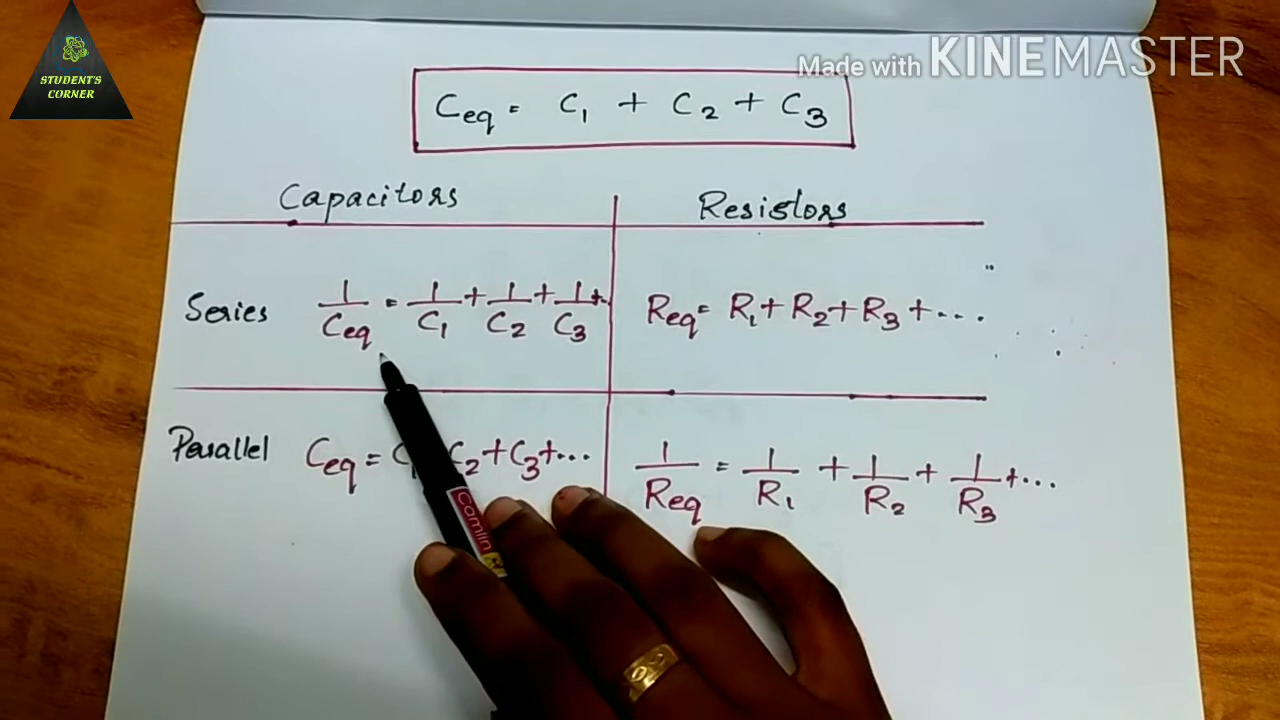 STUDENT'S
CORNER
Made with KINEMASTER
Ceq = C1 + C2 + C3
Capacitors Resistors
Series 1/Ceq = 1/C1 + 1/C2 + 1/C3 + Req = R1 + R2 + R3 + ...
Parallel Ceq = C1 C2 + C3 + ... 1/Req = 1/R1 + 1/R2 + 1/R3 + ...
Camlin